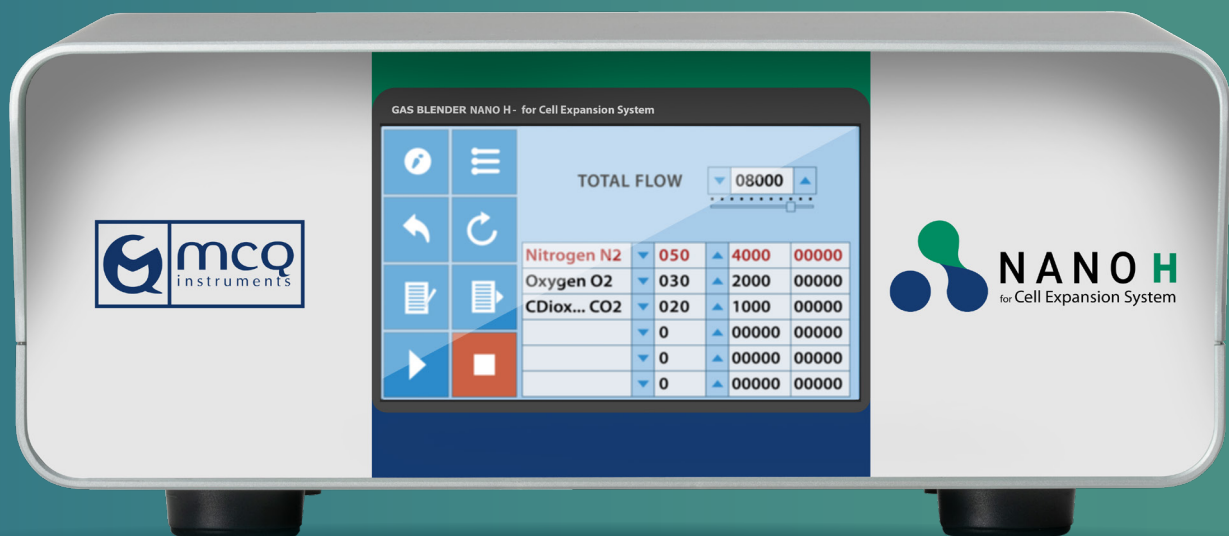 GAS BLENDER NANO H - for Cell Expansion System
TOTAL FLOW 08000
Nitrogen N2 050 4000 00000
Oxygen O2 030 2000 00000
CDiox... CO2 020 1000 00000
0 00000 00000
0 00000 00000
0 00000 00000
mcq
instruments
NANO H
for Cell Expansion System